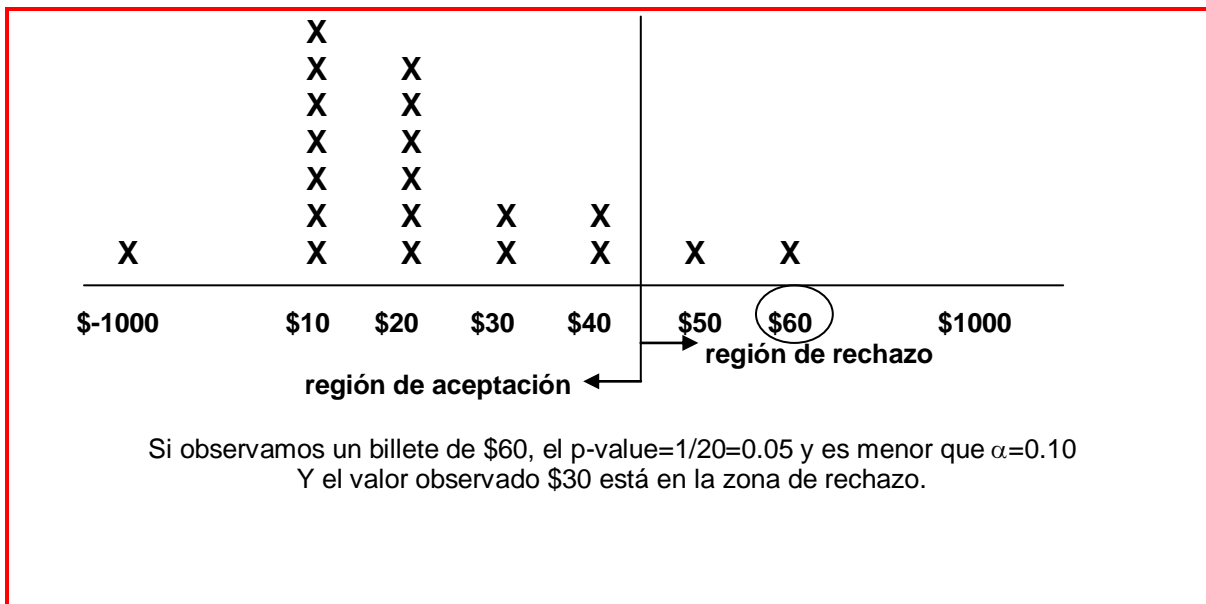 X
X X
X X
X X
X X
X X X X
X X X X X X X
$-1000 $10 $20 $30 $40 $50 $60 $1000
región de rechazo
región de aceptación
Si observamos un billete de $60, el p-value=1/20=0.05 y es menor que α=0.10
Y el valor observado $30 está en la zona de rechazo.